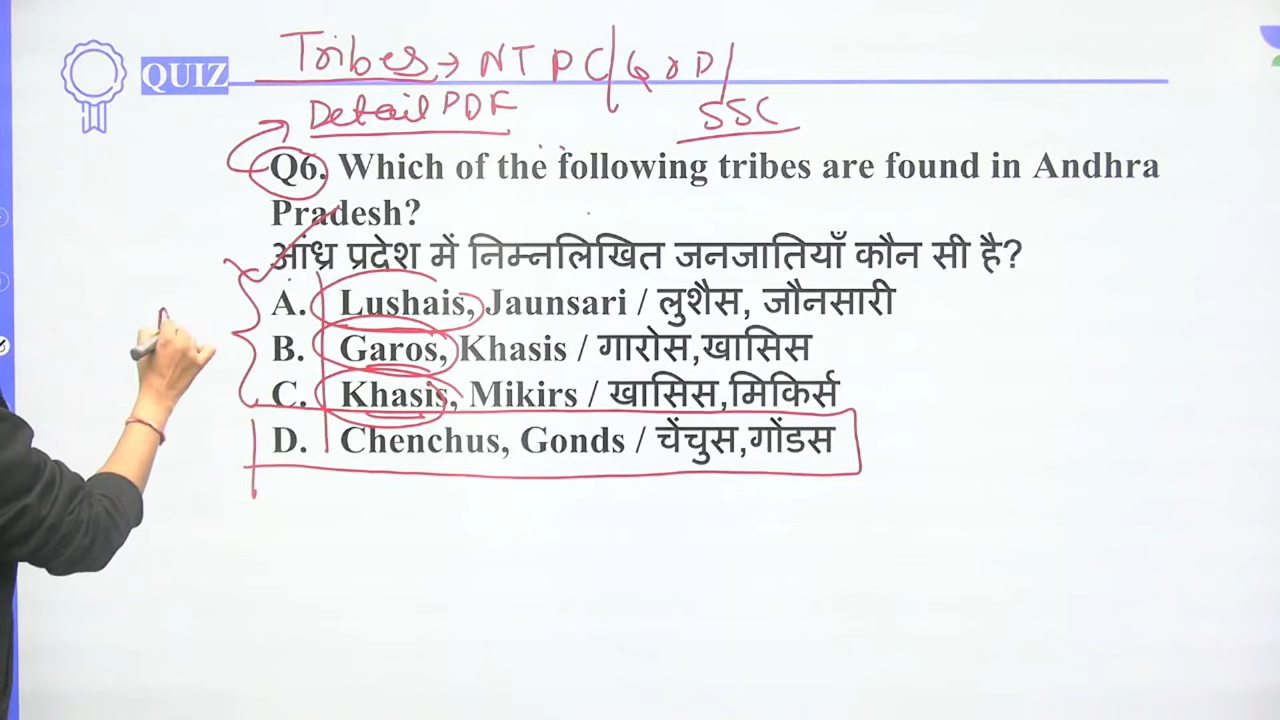 Tribes → NTPC/GrD/
QUIZ
Detail PDF
SSC
Q6. Which of the following tribes are found in Andhra
Pradesh?
आंध्र प्रदेश में निम्नलिखित जनजातियाँ कौन सी है?
A. Lushais, Jaunsari / लुशैस, जौनसारी
B. Garos, Khasis / गारोस,खासिस
C. Khasis, Mikirs / खासिस,मिकिर्स
D. Chenchus, Gonds / चेंचुस,गोंडस